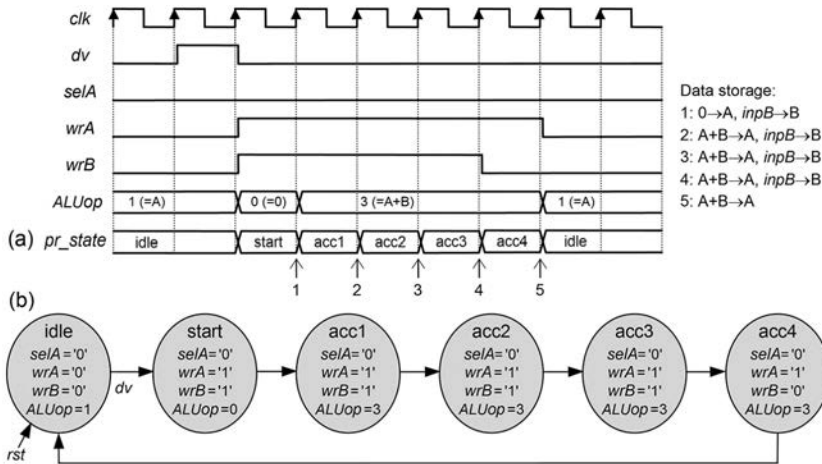 clk
dv
selA
wrA
wrB
ALUop 1 (=A) 0 (=0) 3 (=A+B) 1 (=A)
(a) pr_state idle start acc1 acc2 acc3 acc4 idle
1 2 3 4 5
Data storage:
1: 0→A, inpB→B
2: A+B→A, inpB→B
3: A+B→A, inpB→B
4: A+B→A, inpB→B
5: A+B→A
(b)
idle
selA='0'
wrA='0'
wrB='0'
ALUop=1
rst
dv
start
selA='0'
wrA='1'
wrB='1'
ALUop=0
acc1
selA='0'
wrA='1'
wrB='1'
ALUop=3
acc2
selA='0'
wrA='1'
wrB='1'
ALUop=3
acc3
selA='0'
wrA='1'
wrB='1'
ALUop=3
acc4
selA='0'
wrA='1'
wrB='0'
ALUop=3